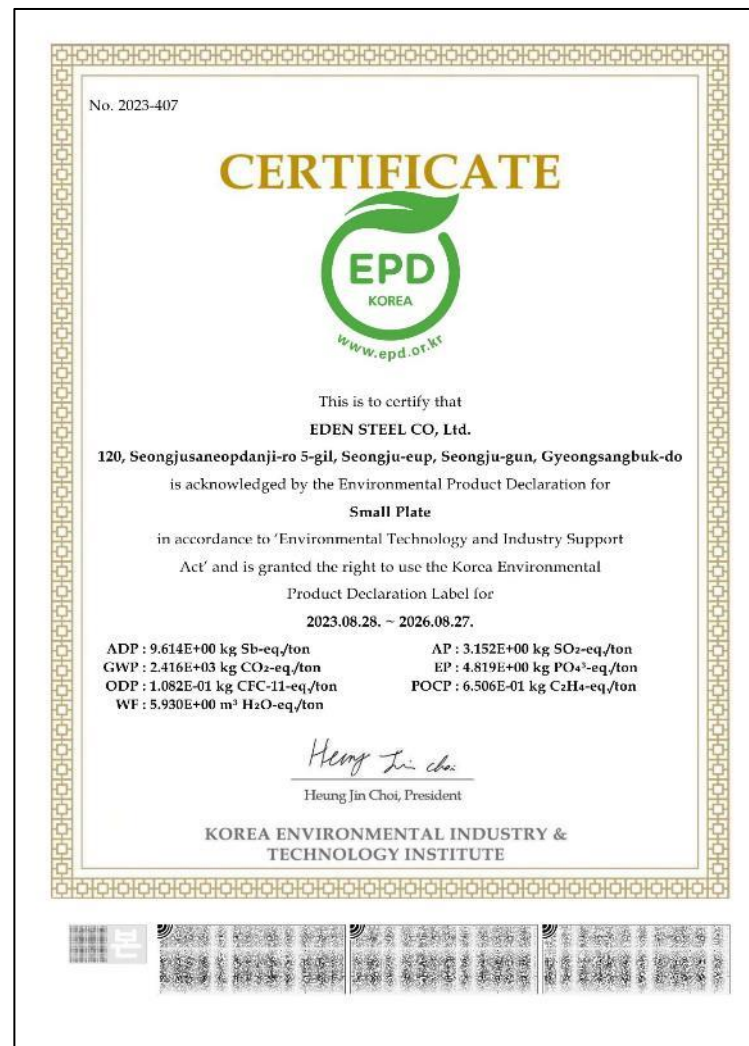 No. 2023-407
CERTIFICATE
EPD
KOREA
www.epd.or.kr
This is to certify that
EDEN STEEL CO, Ltd.
120, Seongjusaneopdanji-ro 5-gil, Seongju-eup, Seongju-gun, Gyeongsangbuk-do
is acknowledged by the Environmental Product Declaration for
Small Plate
in accordance to ‘Environmental Technology and Industry Support
Act’ and is granted the right to use the Korea Environmental
Product Declaration Label for
2023.08.28. ~ 2026.08.27.
ADP : 9.614E+00 kg Sb-eq./ton
AP : 3.152E+00 kg SO₂-eq./ton
GWP : 2.416E+03 kg CO₂-eq./ton
EP : 4.819E+00 kg PO₄³-eq./ton
ODP : 1.082E-01 kg CFC-11-eq./ton
POCP : 6.506E-01 kg C₂H₄-eq./ton
WF : 5.930E+00 m³ H₂O-eq./ton
Heung Jin choi
Heung Jin Choi, President
KOREA ENVIRONMENTAL INDUSTRY &
TECHNOLOGY INSTITUTE
본